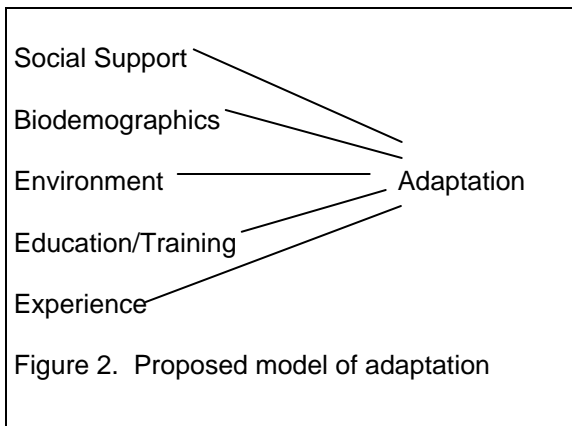 Social Support
Biodemographics
Environment
Adaptation
Education/Training
Experience
Figure 2.  Proposed model of adaptation